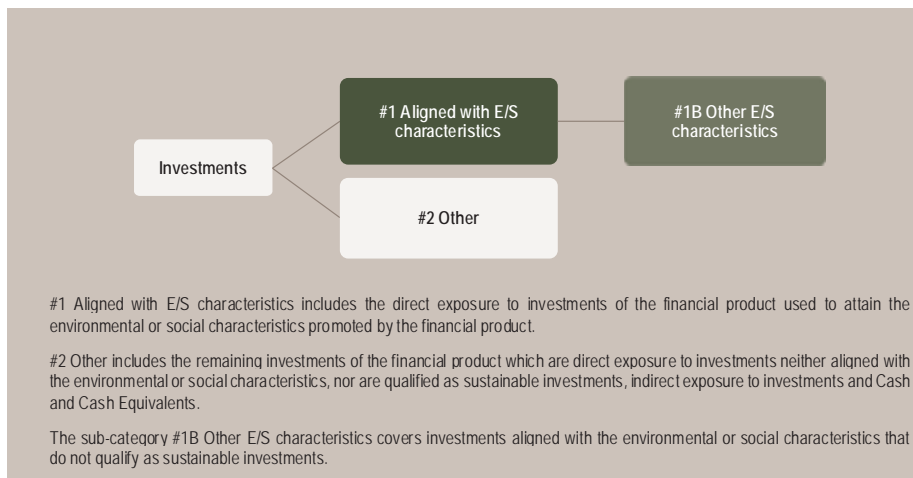 #1 Aligned with E/S
characteristics
#1B Other E/S
characteristics
Investments
#2 Other
#1 Aligned with E/S characteristics includes the direct exposure to investments of the financial product used to attain the
environmental or social characteristics promoted by the financial product.
#2 Other includes the remaining investments of the financial product which are direct exposure to investments neither aligned with
the environmental or social characteristics, nor are qualified as sustainable investments, indirect exposure to investments and Cash
and Cash Equivalents.
The sub-category #1B Other E/S characteristics covers investments aligned with the environmental or social characteristics that
do not qualify as sustainable investments.